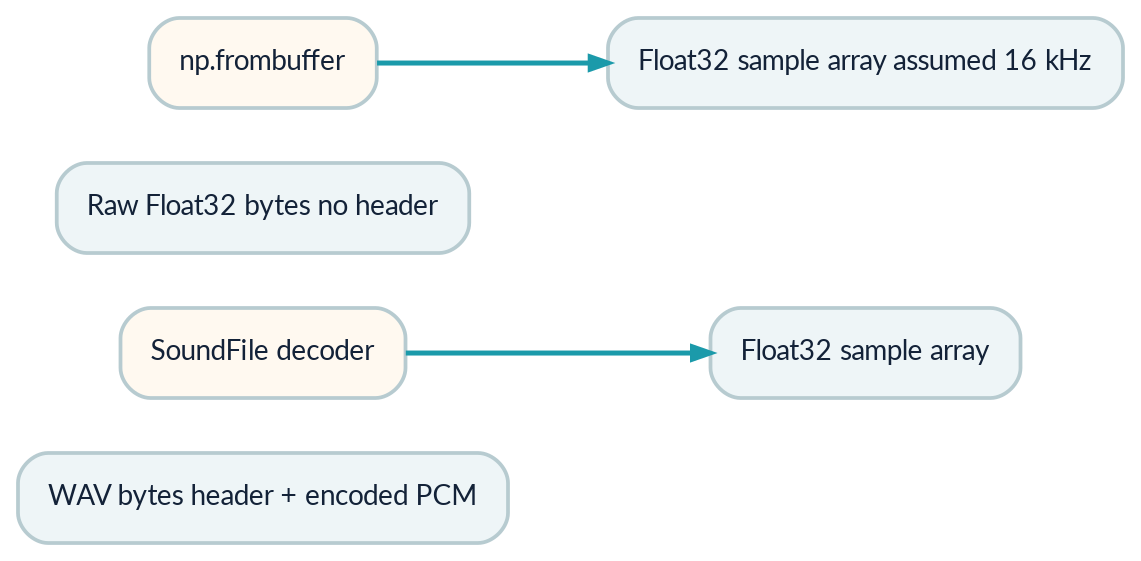 np.frombuffer
Float32 sample array assumed 16 kHz
Raw Float32 bytes no header
SoundFile decoder
Float32 sample array
WAV bytes header + encoded PCM